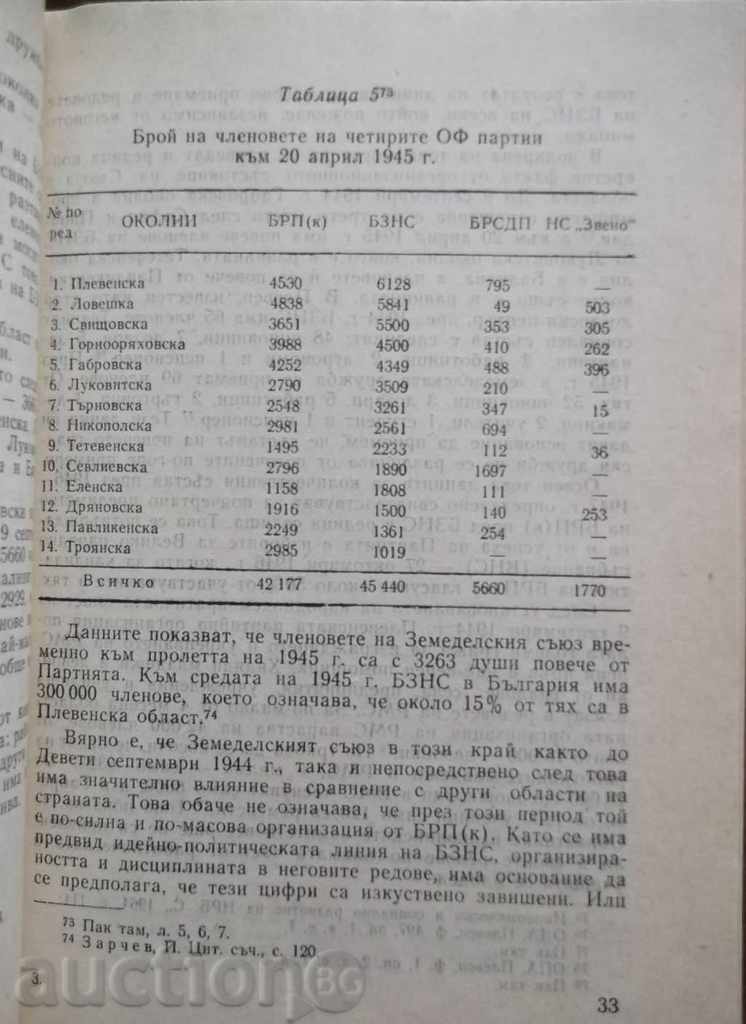 Таблица 5⁷³
Брой на членовете на четирите ОФ партии
към 20 април 1945 г.
№ по ред ОКОЛИИ БРП(к) БЗНС БРСДП НС „Звено"
1. Плевенска 4530 6128 795 —
2. Ловешка 4838 5841 49 503
3. Свищовска 3651 5500 353 305
4. Горнооряховска 3988 4500 410 262
5. Габровска 4252 4349 488 396
6. Луковитска 2790 3509 210 —
7. Търновска 2548 3261 347 15
8. Никополска 2981 2561 694 —
9. Тетевенска 1495 2233 112 36
10. Севлиевска 2796 1890 1697 —
11. Еленска 1158 1808 111 —
12. Дряновска 1916 1500 140 253
13. Павликенска 2249 1361 254 —
14. Троянска 2985 1019 — —
Всичко 42 177 45 440 5660 1770
Данните показват, че членовете на Земеделския съюз вре-
менно към пролетта на 1945 г. са с 3263 души повече от
Партията. Към средата на 1945 г. БЗНС в България има
300 000 членове, което означава, че около 15% от тях са в
Плевенска област.⁷⁴
Вярно е, че Земеделският съюз в този край както до
Девети септември 1944 г., така и непосредствено след това
има значително влияние в сравнение с други области на
страната. Това обаче не означава, че през този период той
е по-силна и по-масова организация от БРП(к). Като се има
предвид идейно-политическата линия на БЗНС, организира-
ността и дисциплината в неговите редове, има основание да
се предполага, че тези цифри са изкуствено завишени. Или
⁷³ Пак там, л. 5, 6, 7.
⁷⁴ Зарчев, Й. Цит. съч., с. 120.
3.
33
аукционBG